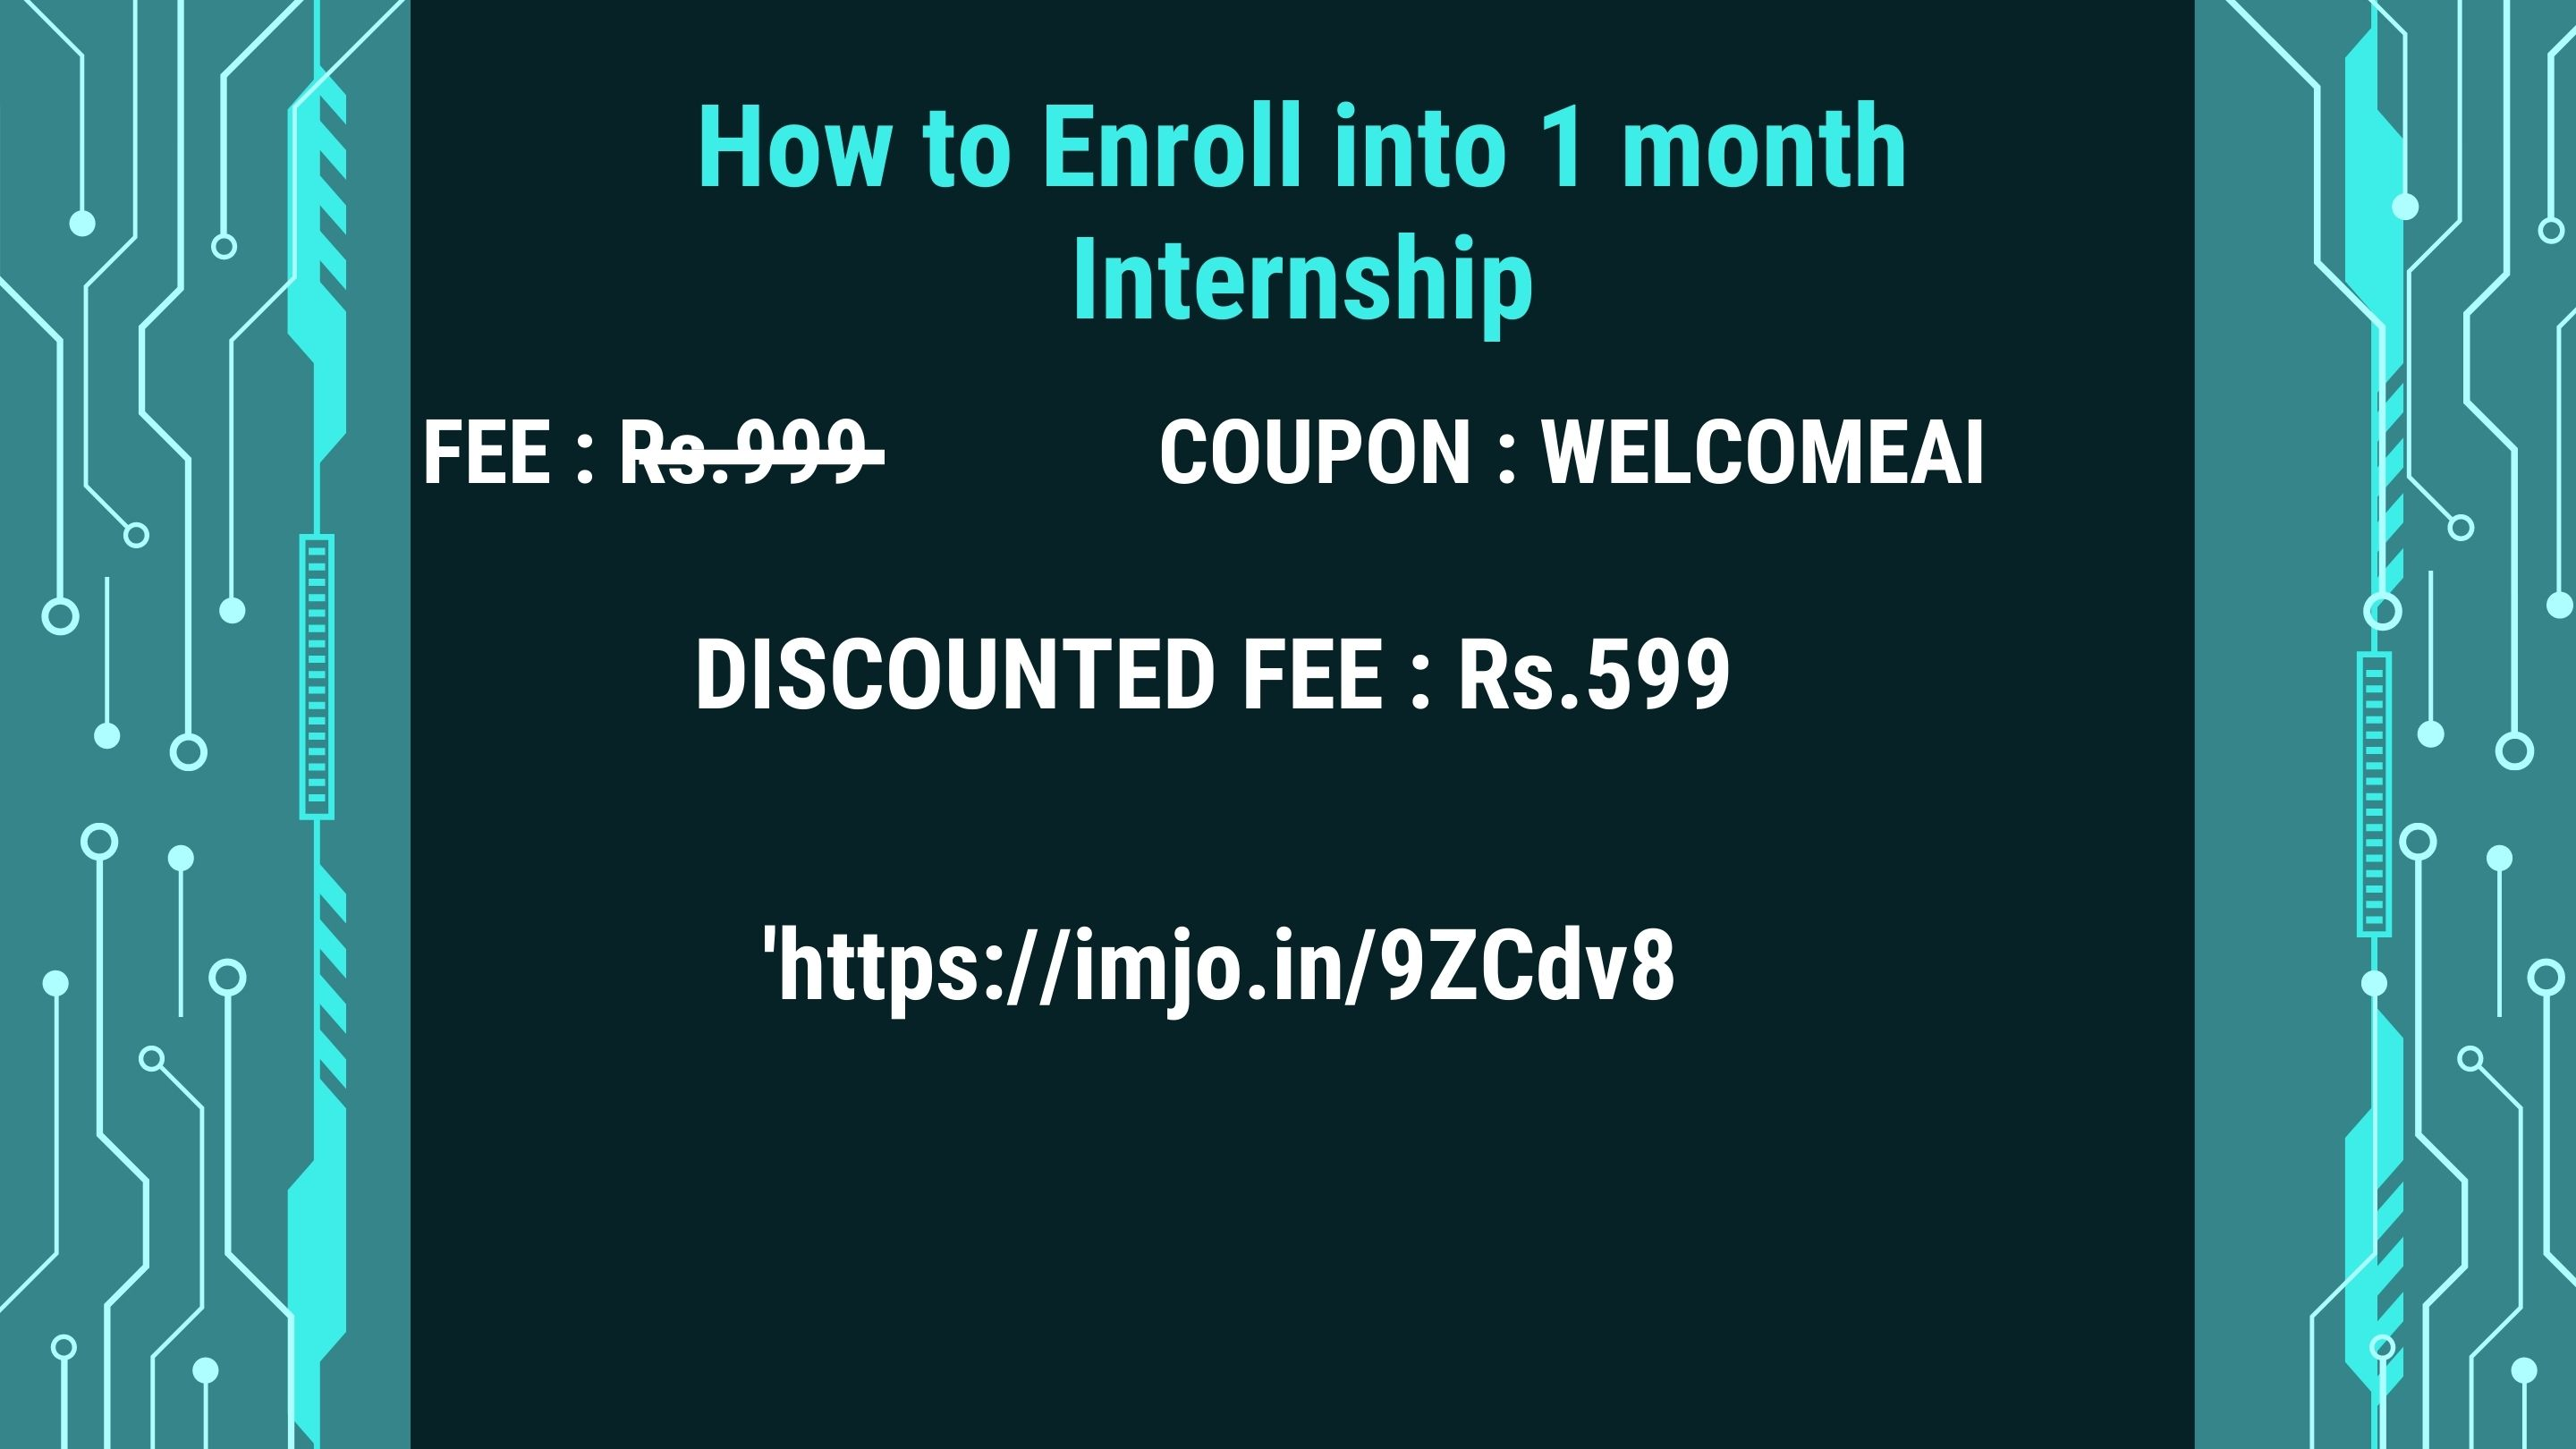 How to Enroll into 1 month
Internship
FEE : Rs.999 COUPON : WELCOMEAI
DISCOUNTED FEE : Rs.599
'https://imjo.in/9ZCdv8